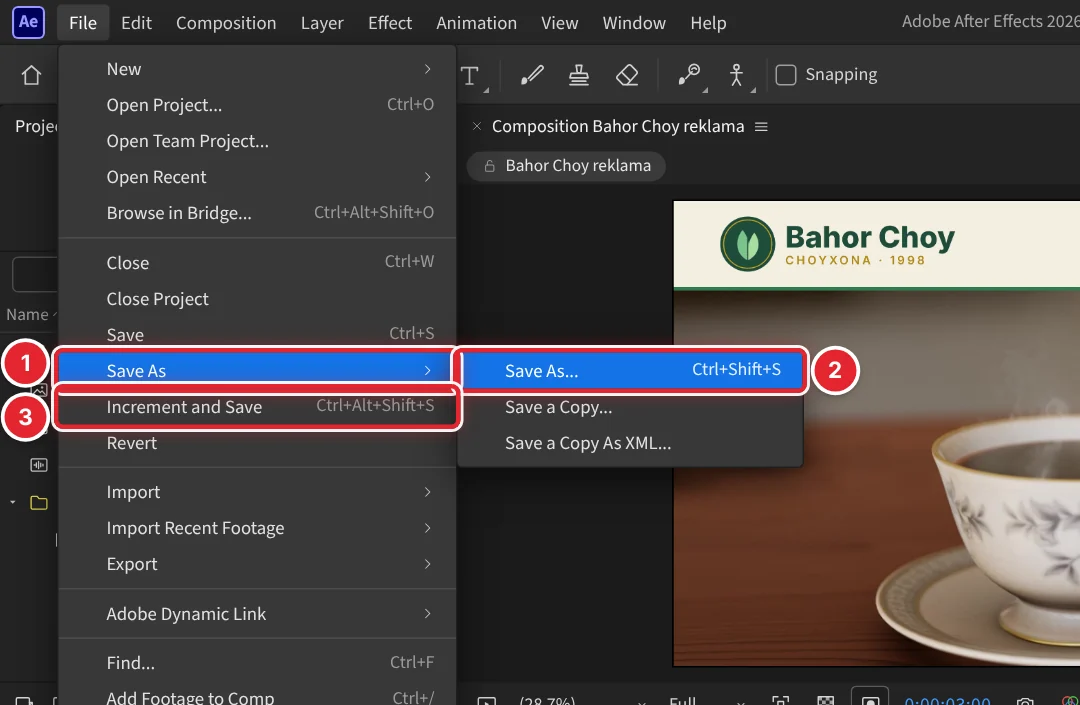 Ae File Edit Composition Layer Effect Animation View Window Help Adobe After Effects 2026
T Snapping
Composition Bahor Choy reklama
Bahor Choy reklama
New
Open Project... Ctrl+O
Open Team Project...
Open Recent
Browse in Bridge... Ctrl+Alt+Shift+O
Close Ctrl+W
Close Project
Save Ctrl+S
1 Save As
Save As... Ctrl+Shift+S 2
3 Increment and Save Ctrl+Alt+Shift+S
Save a Copy...
Revert
Save a Copy As XML...
Import
Import Recent Footage
Export
Adobe Dynamic Link
Find... Ctrl+F
Add Footage to Comp Ctrl+/
Name
Bahor Choy
CHOYXONA · 1998
(28.7%) Full 0:00:03:00